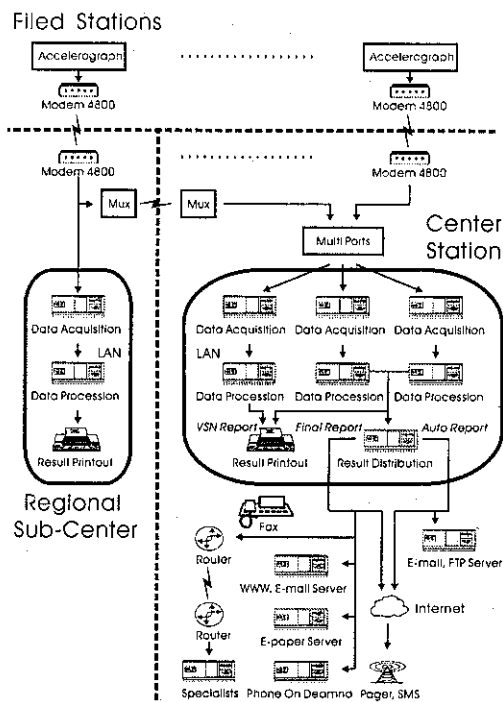 Filed Stations
Accelerograph
Accelerograph
Modem 4800
Modem 4800
Modem 4800
Modem 4800
Mux
Mux
Multi Ports
Center
Station
Data Acquisition
Data Acquisition
Data Acquisition
Data Acquisition
LAN
LAN
Data Procession
Data Procession
Data Procession
Data Procession
VSN Report
Final Report
Auto Report
Result Printout
Result Printout
Result Distribution
Regional
Sub-Center
Fax
Router
E-mail, FTP Server
WWW. E-mail Server
Internet
Router
E-paper Server
Specialists
Phone On Deamno
Pager, SMS